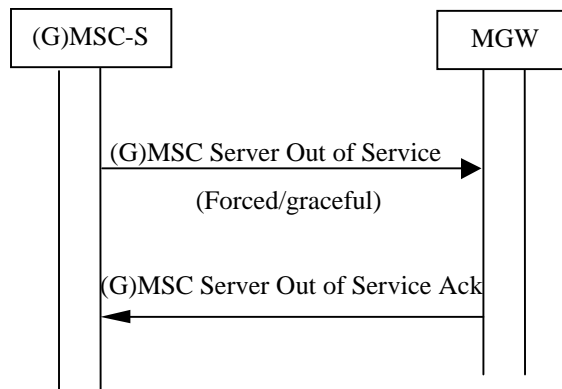 (G)MSC-S
MGW
(G)MSC Server Out of Service
(Forced/graceful)
(G)MSC Server Out of Service Ack